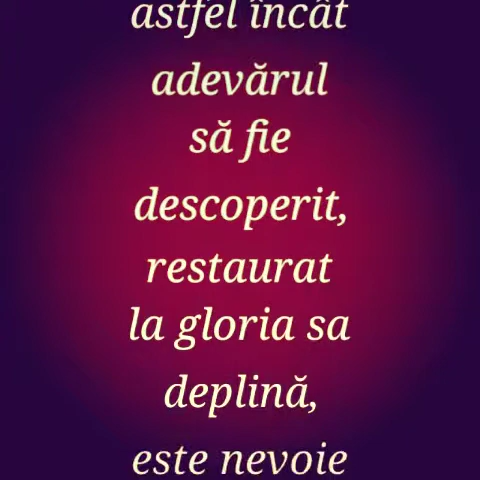 astfel încât
adevărul
să fie
descoperit,
restaurat
la gloria sa
deplină,
este nevoie